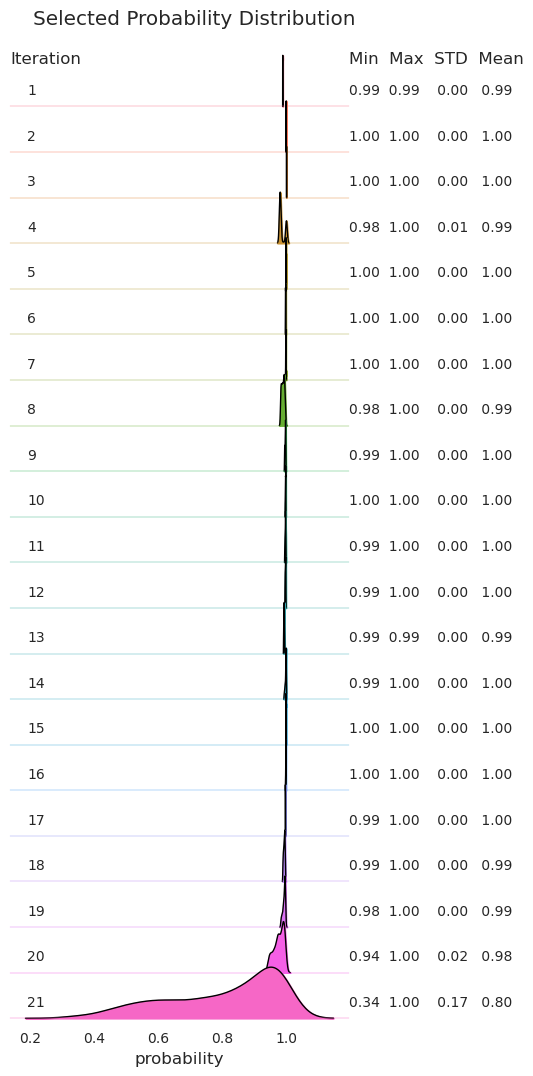 Selected Probability Distribution
Iteration Min Max STD Mean
1 0.99 0.99 0.00 0.99
2 1.00 1.00 0.00 1.00
3 1.00 1.00 0.00 1.00
4 0.98 1.00 0.01 0.99
5 1.00 1.00 0.00 1.00
6 1.00 1.00 0.00 1.00
7 1.00 1.00 0.00 1.00
8 0.98 1.00 0.00 0.99
9 0.99 1.00 0.00 1.00
10 1.00 1.00 0.00 1.00
11 0.99 1.00 0.00 1.00
12 0.99 1.00 0.00 1.00
13 0.99 0.99 0.00 0.99
14 0.99 1.00 0.00 1.00
15 1.00 1.00 0.00 1.00
16 1.00 1.00 0.00 1.00
17 0.99 1.00 0.00 1.00
18 0.99 1.00 0.00 0.99
19 0.98 1.00 0.00 0.99
20 0.94 1.00 0.02 0.98
21 0.34 1.00 0.17 0.80
0.2 0.4 0.6 0.8 1.0
probability